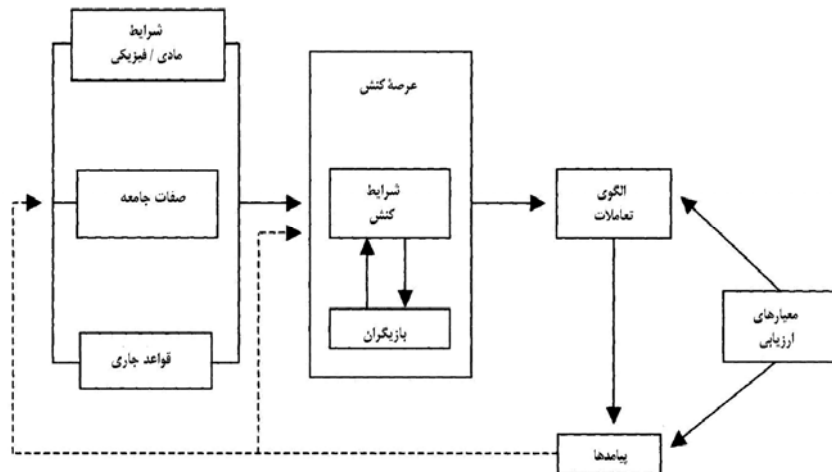 شرایط
مادی / فیزیکی
صفات جامعه
قواعد جاری
عرصهٔ کنش
شرایط
کنش
بازیگران
الگوی
تعاملات
معیارهای
ارزیابی
پیامدها